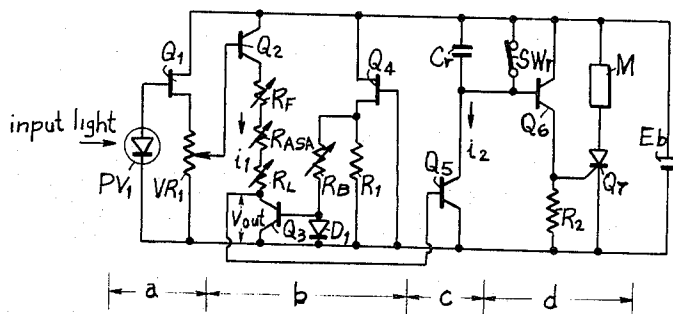 Q1
Q2
Q4
Cr
SWr
M
RF
input light
RASA
i1
i2
Q6
Eb
PV1
VR1
RL
RB
R1
Q5
Q7
Vout
Q3
D1
R2
a
b
c
d